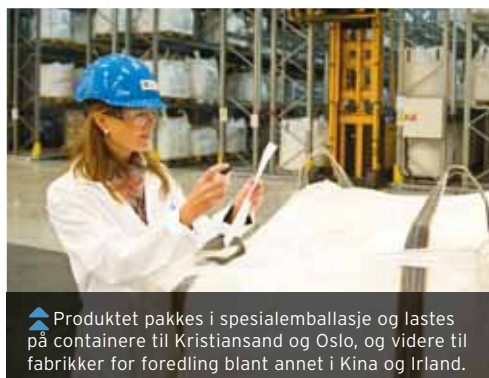 Produktet pakkes i spesialemballasje og lastes
på containere til Kristiansand og Oslo, og videre til
fabrikker for foredling blant annet i Kina og Irland.